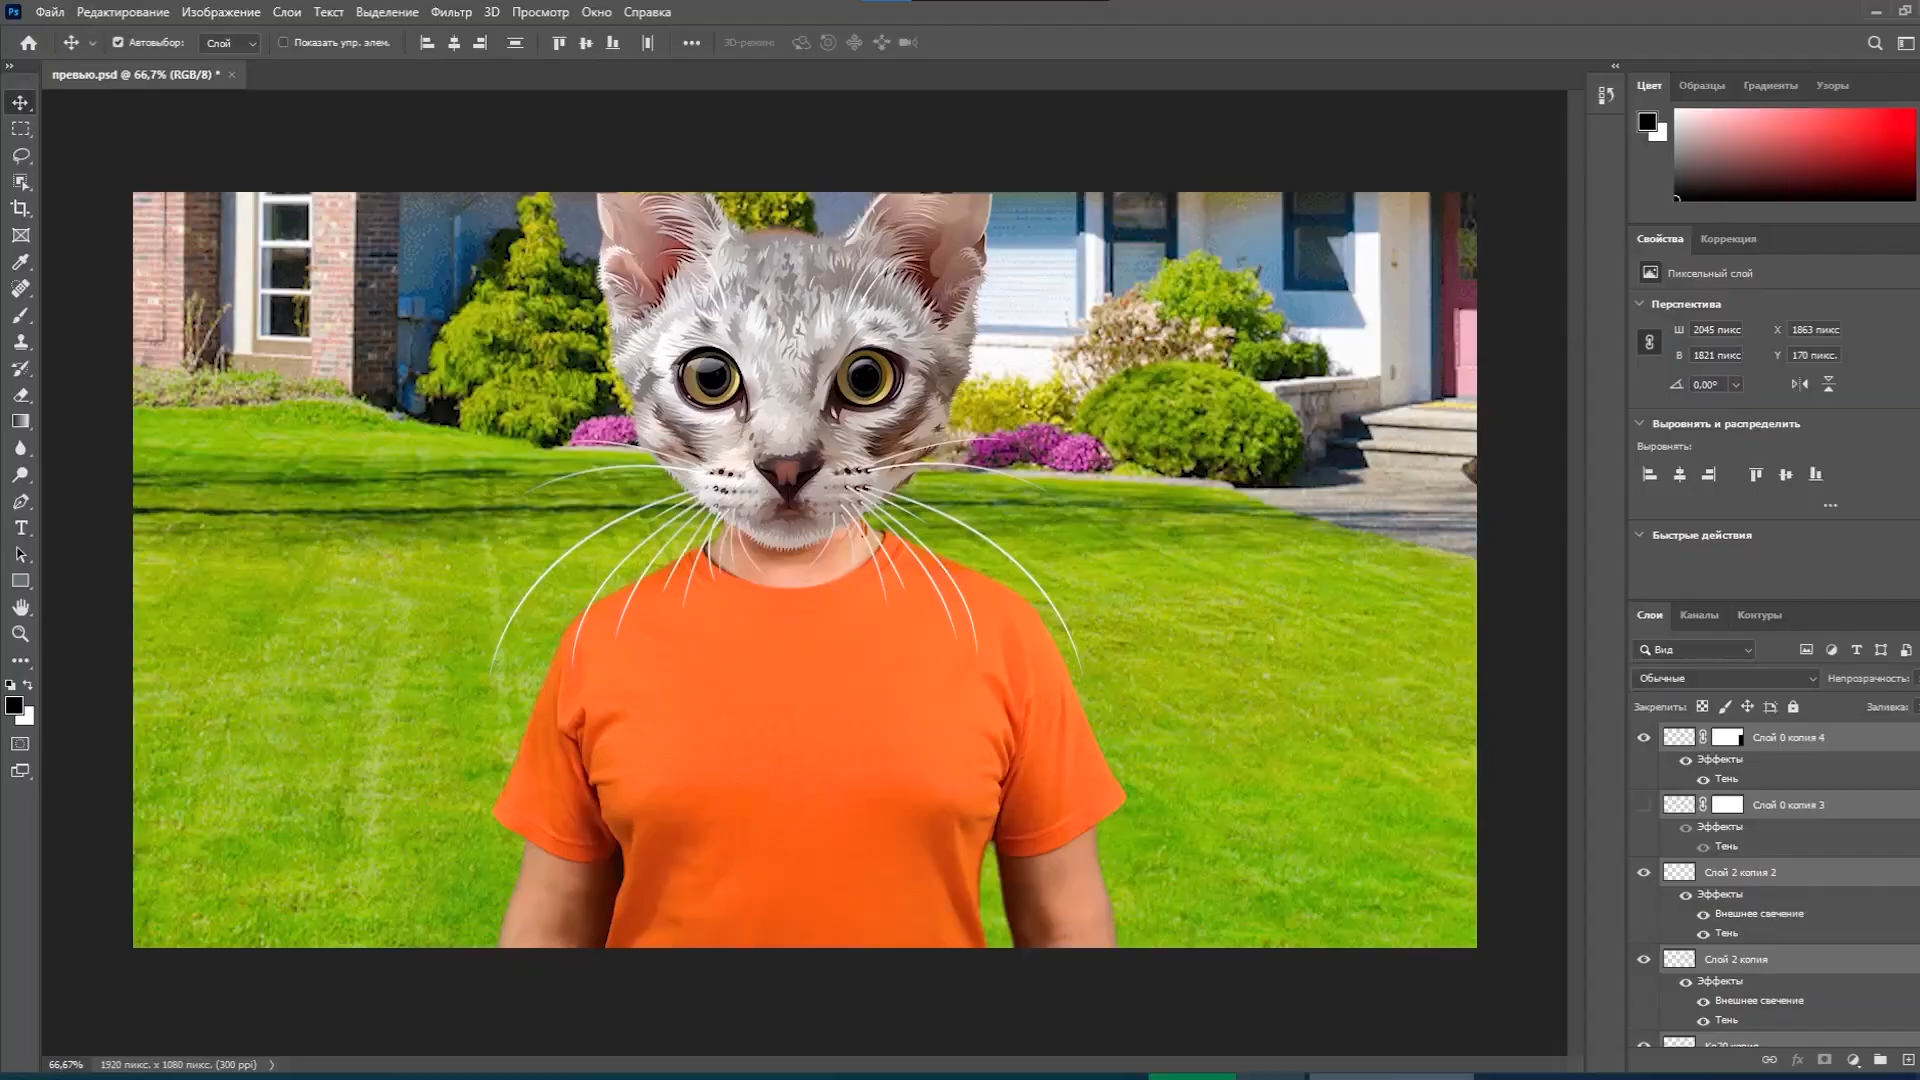 Ps Файл Редактирование Изображение Слои Текст Выделение Фильтр 3D Просмотр Окно Справка
Автовыбор: Слой Показать упр. элем. 3D-режим:
превью.psd @ 66,7% (RGB/8) *
Цвет Образцы Градиенты Узоры
Свойства Коррекция
Пиксельный слой
Перспектива
Ш 2045 пикс X 1863 пикс
В 1821 пикс Y 170 пикс.
0,00°
Выровнять и распределить
Выровнять:
Быстрые действия
Слои Каналы Контуры
Вид
Обычные Непрозрачность:
Закрепить: Заливка:
Слой 0 копия 4
Эффекты
Тень
Слой 0 копия 3
Эффекты
Тень
Слой 2 копия 2
Эффекты
Внешнее свечение
Тень
Слой 2 копия
Эффекты
Внешнее свечение
Тень
fx
66,67% 1920 пикс. x 1080 пикс. (300 ppi)